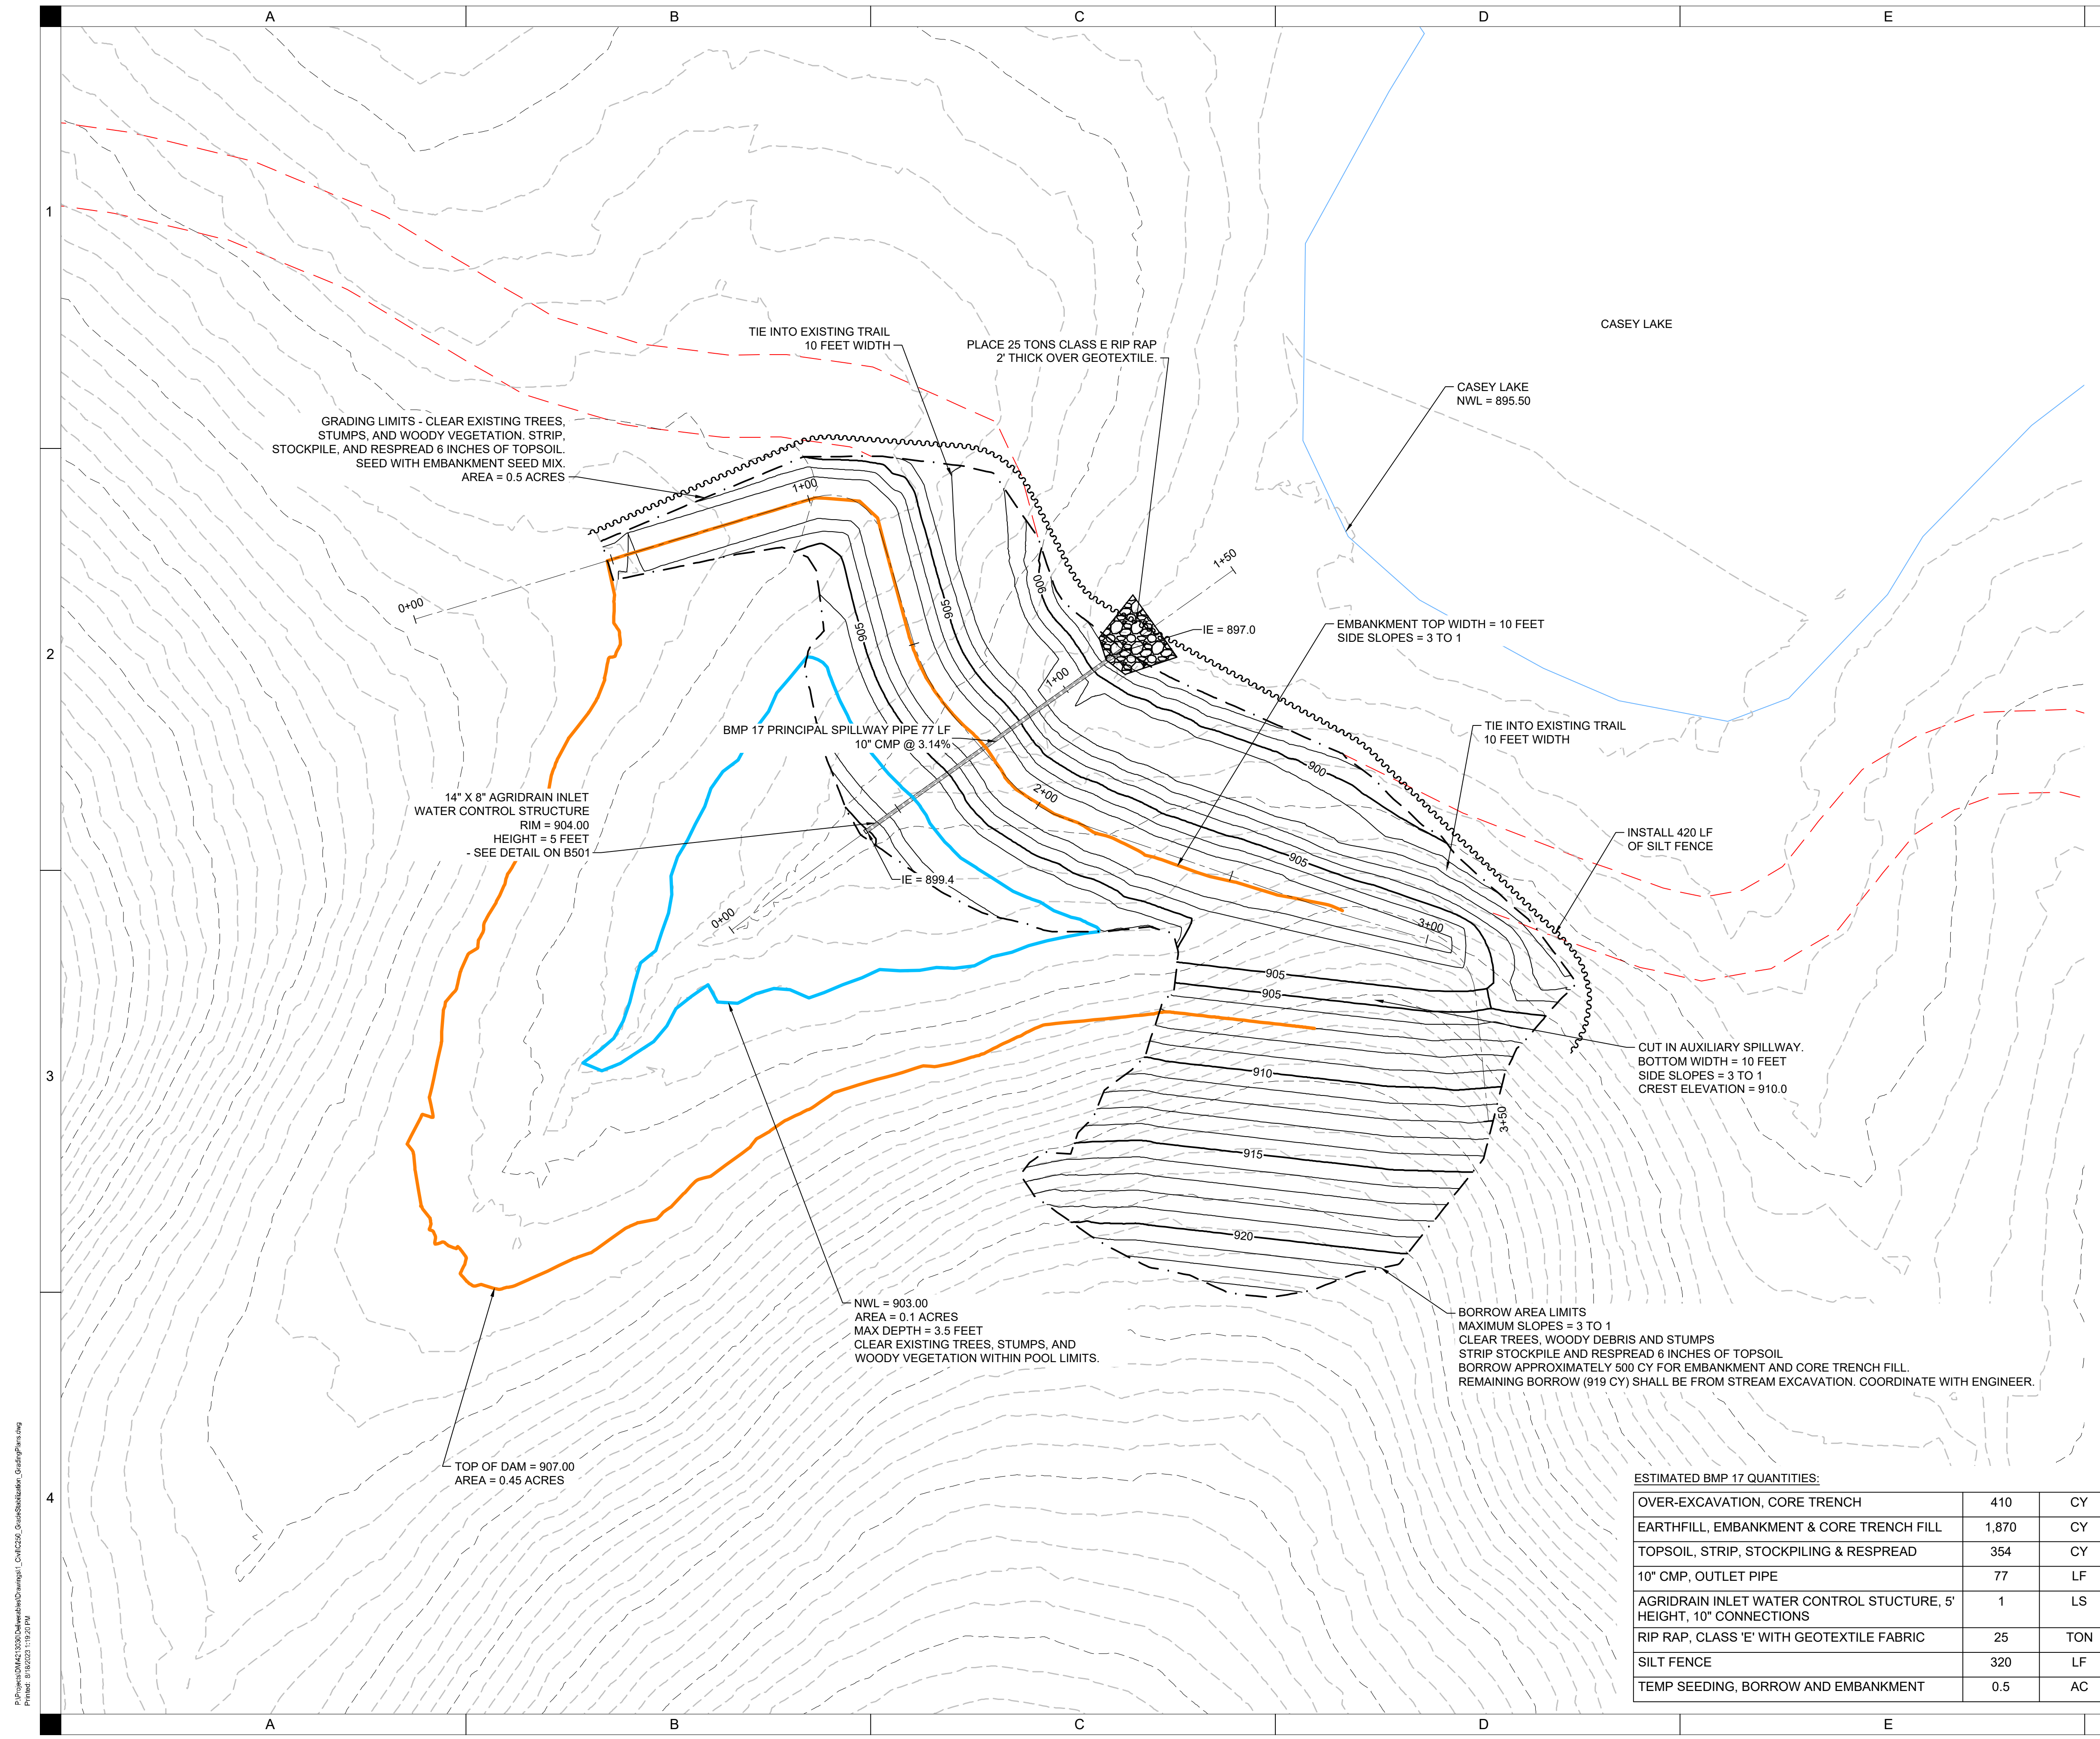 A B C D E
1
CASEY LAKE
TIE INTO EXISTING TRAIL
10 FEET WIDTH
PLACE 25 TONS CLASS E RIP RAP
2' THICK OVER GEOTEXTILE.
CASEY LAKE
NWL = 895.50
GRADING LIMITS - CLEAR EXISTING TREES,
STUMPS, AND WOODY VEGETATION. STRIP,
STOCKPILE, AND RESPREAD 6 INCHES OF TOPSOIL.
SEED WITH EMBANKMENT SEED MIX.
AREA = 0.5 ACRES
1+00
1+50
900
905
0+00
905
IE = 897.0
EMBANKMENT TOP WIDTH = 10 FEET
SIDE SLOPES = 3 TO 1
2
1+00
BMP 17 PRINCIPAL SPILLWAY PIPE 77 LF
10" CMP @ 3.14%
TIE INTO EXISTING TRAIL
10 FEET WIDTH
900
2+00
14" X 8" AGRIDRAIN INLET
WATER CONTROL STRUCTURE
RIM = 904.00
HEIGHT = 5 FEET
- SEE DETAIL ON B501
INSTALL 420 LF
OF SILT FENCE
905
IE = 899.4
0+00
3+00
905
905
CUT IN AUXILIARY SPILLWAY.
BOTTOM WIDTH = 10 FEET
SIDE SLOPES = 3 TO 1
CREST ELEVATION = 910.0
3
910
3+50
915
920
NWL = 903.00
AREA = 0.1 ACRES
MAX DEPTH = 3.5 FEET
CLEAR EXISTING TREES, STUMPS, AND
WOODY VEGETATION WITHIN POOL LIMITS.
BORROW AREA LIMITS
MAXIMUM SLOPES = 3 TO 1
CLEAR TREES, WOODY DEBRIS AND STUMPS
STRIP STOCKPILE AND RESPREAD 6 INCHES OF TOPSOIL
BORROW APPROXIMATELY 500 CY FOR EMBANKMENT AND CORE TRENCH FILL.
REMAINING BORROW (919 CY) SHALL BE FROM STREAM EXCAVATION. COORDINATE WITH ENGINEER.
TOP OF DAM = 907.00
AREA = 0.45 ACRES
4
ESTIMATED BMP 17 QUANTITIES:
OVER-EXCAVATION, CORE TRENCH 410 CY
EARTHFILL, EMBANKMENT & CORE TRENCH FILL 1,870 CY
TOPSOIL, STRIP, STOCKPILING & RESPREAD 354 CY
10" CMP, OUTLET PIPE 77 LF
AGRIDRAIN INLET WATER CONTROL STUCTURE, 5' 1 LS
HEIGHT, 10" CONNECTIONS
RIP RAP, CLASS 'E' WITH GEOTEXTILE FABRIC 25 TON
SILT FENCE 320 LF
TEMP SEEDING, BORROW AND EMBANKMENT 0.5 AC
A B C D E
Printed: 8/18/2023 1:19:20 PM